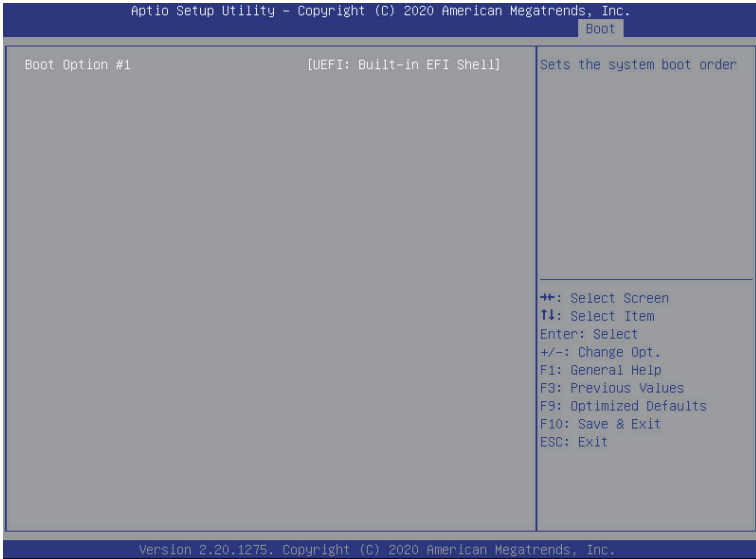 Aptio Setup Utility – Copyright (C) 2020 American Megatrends, Inc.
Boot
Boot Option #1 [UEFI: Built-in EFI Shell]
Sets the system boot order
→←: Select Screen
↑↓: Select Item
Enter: Select
+/-: Change Opt.
F1: General Help
F3: Previous Values
F9: Optimized Defaults
F10: Save & Exit
ESC: Exit
Version 2.20.1275. Copyright (C) 2020 American Megatrends, Inc.